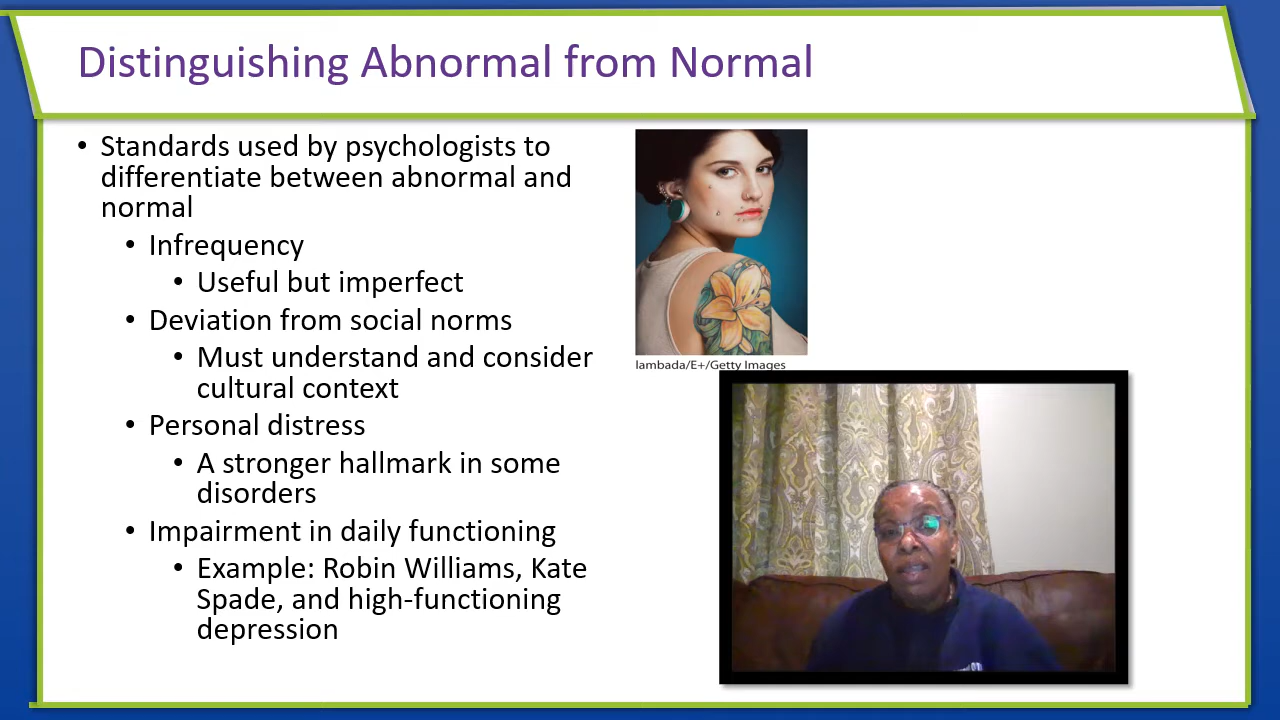 Distinguishing Abnormal from Normal
• Standards used by psychologists to
differentiate between abnormal and
normal
• Infrequency
• Useful but imperfect
• Deviation from social norms
• Must understand and consider
cultural context
• Personal distress
• A stronger hallmark in some
disorders
• Impairment in daily functioning
• Example: Robin Williams, Kate
Spade, and high-functioning
depression
lambada/E+/Getty Images